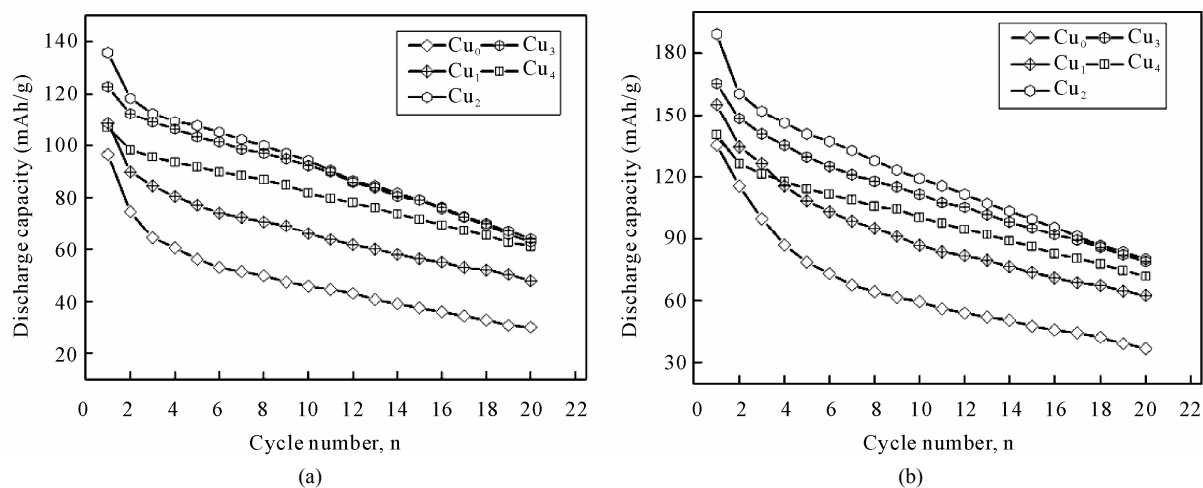 140
120
100
80
60
40
20
Discharge capacity (mAh/g)
Cu₀ Cu₃
Cu₁ Cu₄
Cu₂
0 2 4 6 8 10 12 14 16 18 20 22
Cycle number, n
(a)
180
150
120
90
60
30
Discharge capacity (mAh/g)
Cu₀ Cu₃
Cu₁ Cu₄
Cu₂
0 2 4 6 8 10 12 14 16 18 20 22
Cycle number, n
(b)